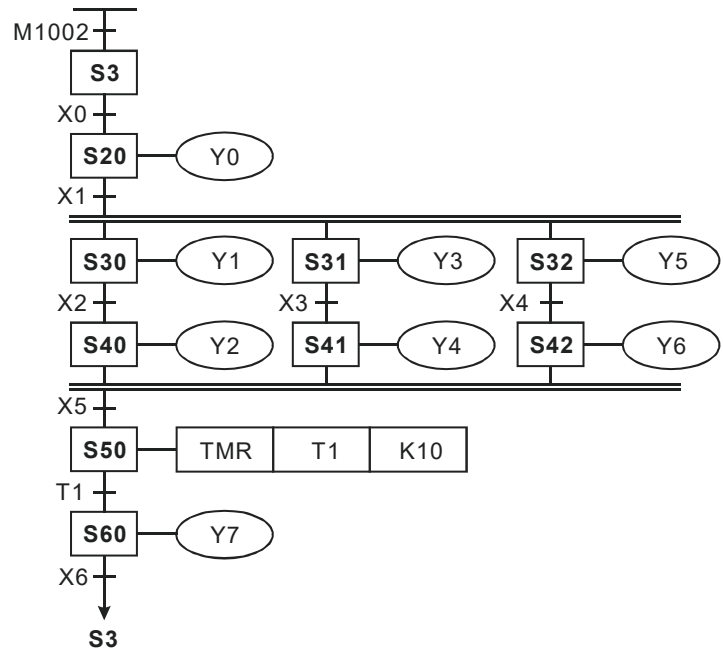 M1002
S3
X0
S20 Y0
X1
S30 Y1 S31 Y3 S32 Y5
X2 X3 X4
S40 Y2 S41 Y4 S42 Y6
X5
S50 TMR T1 K10
T1
S60 Y7
X6
S3